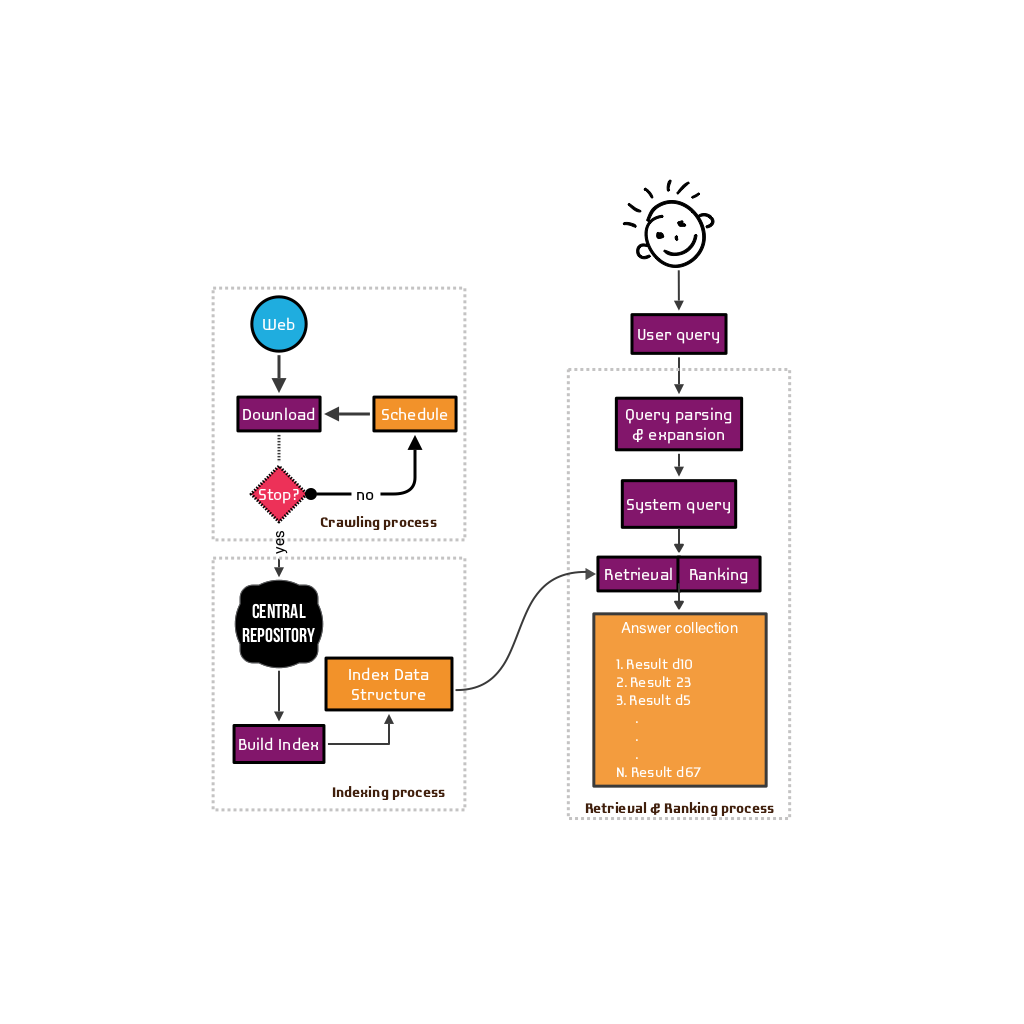 Web
Download
Schedule
Stop?
no
Crawling process
yes
CENTRAL
REPOSITORY
Index Data
Structure
Build Index
Indexing process
User query
Query parsing
& expansion
System query
Retrieval
Ranking
Answer collection
1. Result d10
2. Result 23
3. Result d5
.
.
.
N. Result d67
Retrieval & Ranking process